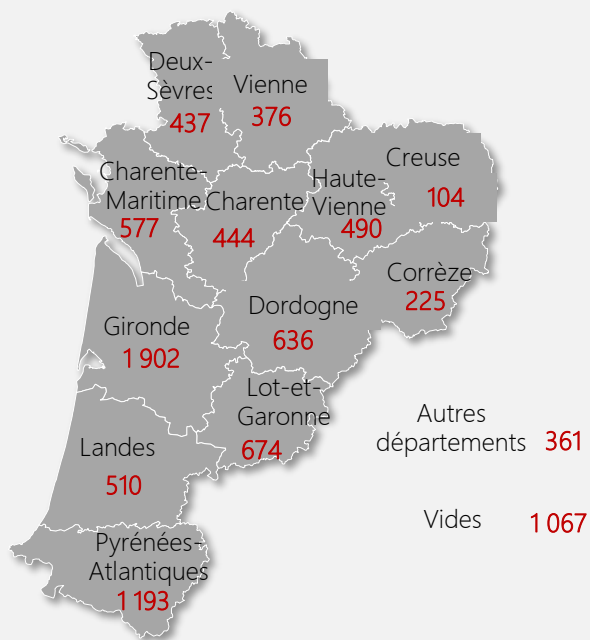 Deux-
Sèvres
437
Vienne
376
Charente-
Maritime
577
Charente
444
Haute-
Vienne
490
Creuse
104
Corrèze
225
Dordogne
636
Gironde
1 902
Lot-et-
Garonne
674
Landes
510
Pyrénées-
Atlantiques
1 193
Autres
départements 361
Vides 1 067